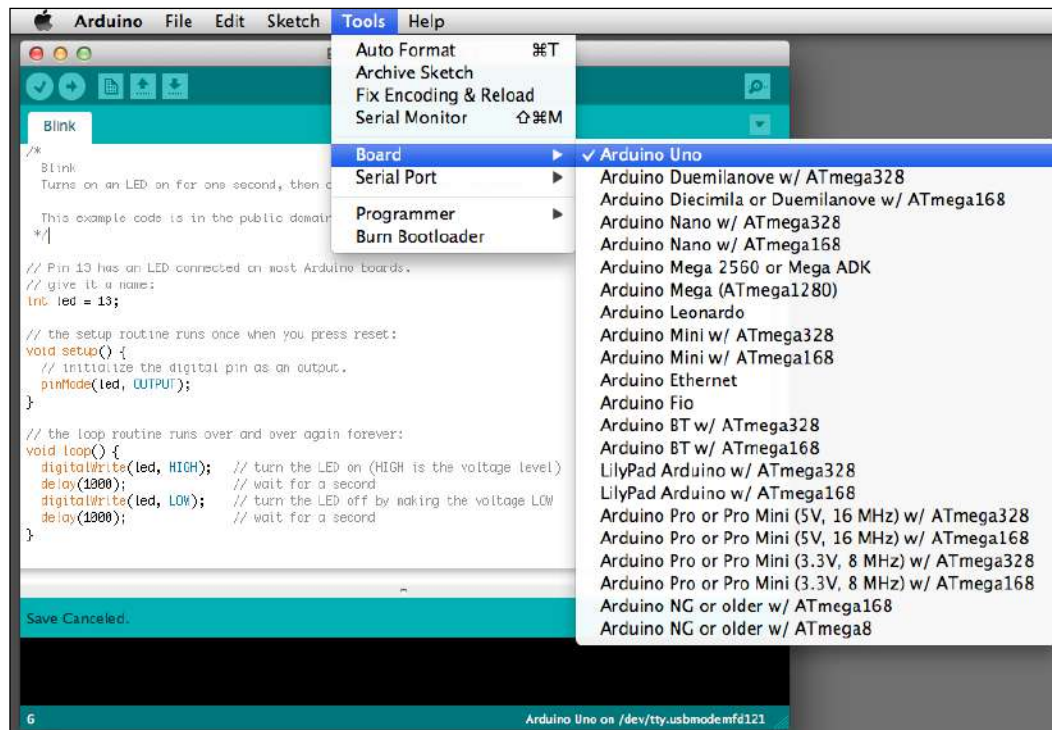 Arduino File Edit Sketch Tools Help
Auto Format ⌘T
Archive Sketch
Fix Encoding & Reload
Serial Monitor ⇧⌘M
Board
Serial Port
Programmer
Burn Bootloader
✓ Arduino Uno
Arduino Duemilanove w/ ATmega328
Arduino Diecimila or Duemilanove w/ ATmega168
Arduino Nano w/ ATmega328
Arduino Nano w/ ATmega168
Arduino Mega 2560 or Mega ADK
Arduino Mega (ATmega1280)
Arduino Leonardo
Arduino Mini w/ ATmega328
Arduino Mini w/ ATmega168
Arduino Ethernet
Arduino Fio
Arduino BT w/ ATmega328
Arduino BT w/ ATmega168
LilyPad Arduino w/ ATmega328
LilyPad Arduino w/ ATmega168
Arduino Pro or Pro Mini (5V, 16 MHz) w/ ATmega328
Arduino Pro or Pro Mini (5V, 16 MHz) w/ ATmega168
Arduino Pro or Pro Mini (3.3V, 8 MHz) w/ ATmega328
Arduino Pro or Pro Mini (3.3V, 8 MHz) w/ ATmega168
Arduino NG or older w/ ATmega168
Arduino NG or older w/ ATmega8
Blink
/*
Blink
Turns on an LED on for one second, then
This example code is in the public domain
*/
// Pin 13 has an LED connected on most Arduino boards.
// give it a name:
int led = 13;
// the setup routine runs once when you press reset:
void setup() {
// initialize the digital pin as an output.
pinMode(led, OUTPUT);
}
// the loop routine runs over and over again forever:
void loop() {
digitalWrite(led, HIGH); // turn the LED on (HIGH is the voltage level)
delay(1000); // wait for a second
digitalWrite(led, LOW); // turn the LED off by making the voltage LOW
delay(1000); // wait for a second
}
Save Canceled.
6
Arduino Uno on /dev/tty.usbmodemfd121